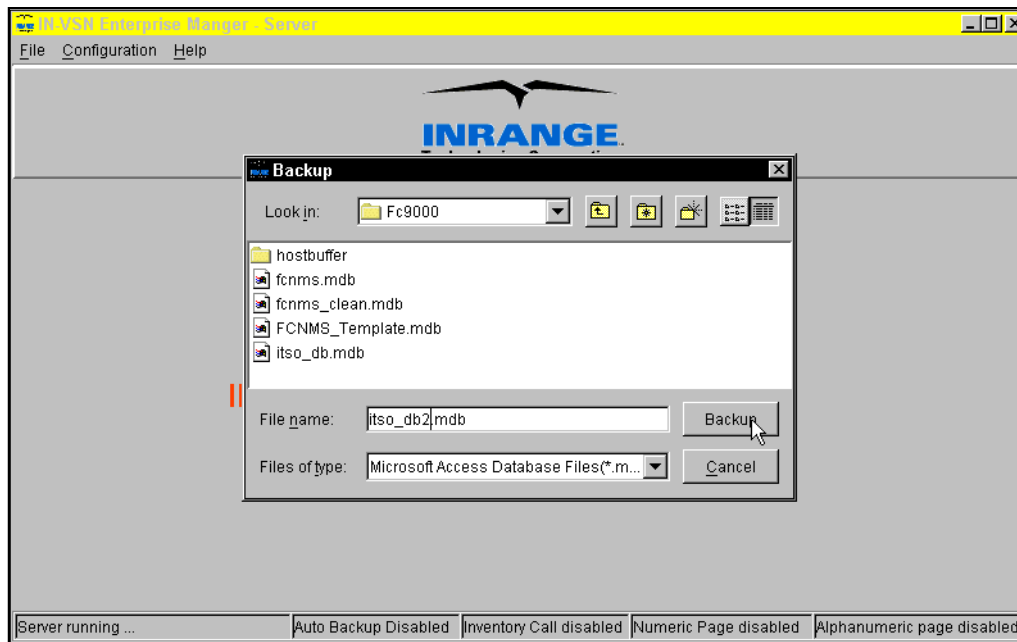 IN-VSN Enterprise Manger - Server
File Configuration Help
INRANGE
Backup
Look in: Fc9000
hostbuffer
fcnms.mdb
fcnms_clean.mdb
FCNMS_Template.mdb
itso_db.mdb
File name: itso_db2.mdb Backup
Files of type: Microsoft Access Database Files(*.m... Cancel
Server running ... Auto Backup Disabled Inventory Call disabled Numeric Page disabled Alphanumeric page disabled